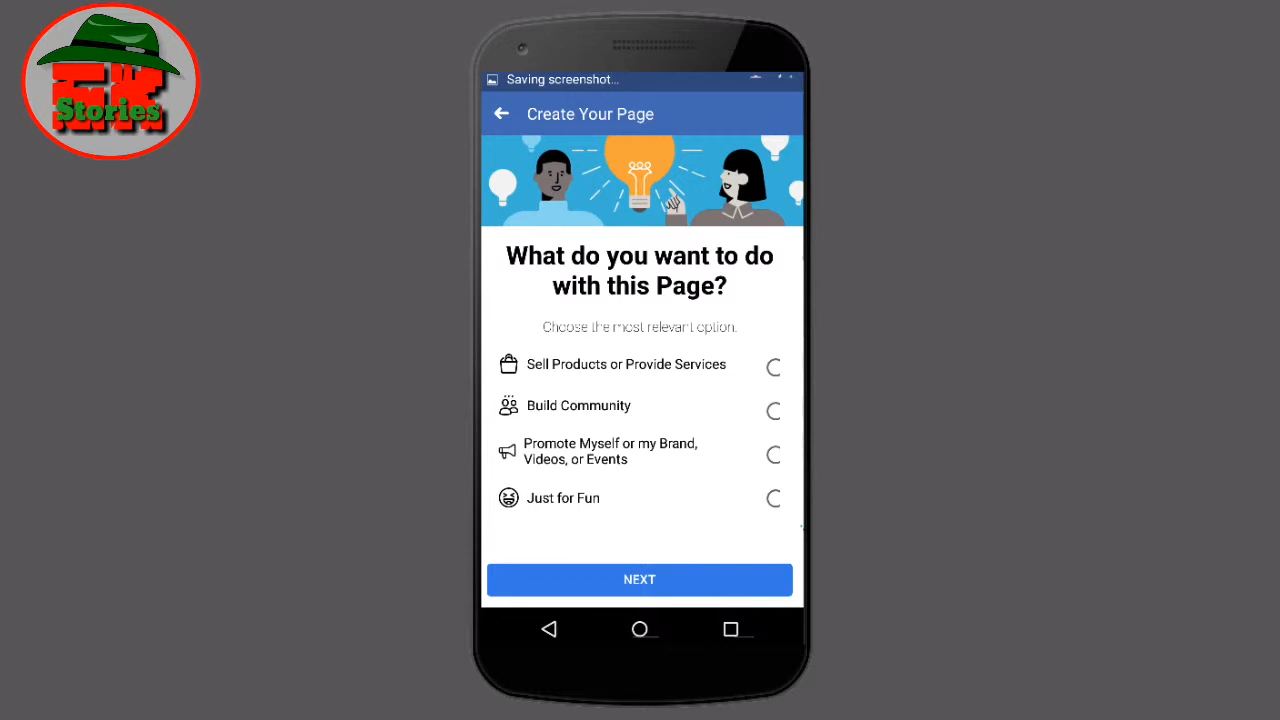 Stories
Saving screenshot...
Create Your Page
What do you want to do
with this Page?
Choose the most relevant option.
Sell Products or Provide Services
Build Community
Promote Myself or my Brand,
Videos, or Events
Just for Fun
NEXT